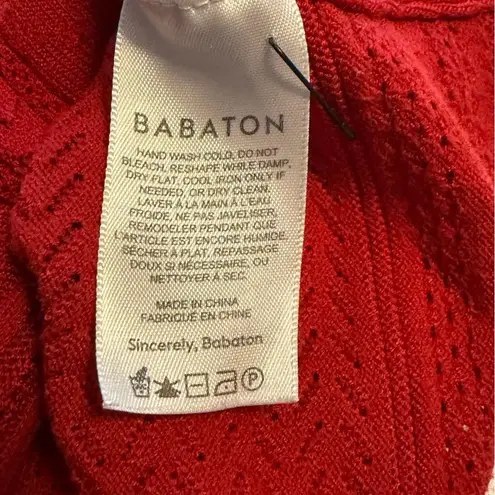 BABATON
HAND WASH COLD, DO NOT
BLEACH, RESHAPE WHILE DAMP,
DRY FLAT, COOL IRON ONLY IF
NEEDED, OR DRY CLEAN.
LAVER À LA MAIN À L'EAU
FROIDE, NE PAS JAVELISER,
REMODELER PENDANT QUE
L'ARTICLE EST ENCORE HUMIDE,
SÉCHER À PLAT, REPASSAGE
DOUX SI NÉCESSAIRE, OU
NETTOYER À SEC.
MADE IN CHINA
FABRIQUÉ EN CHINE
Sincerely, Babaton
P